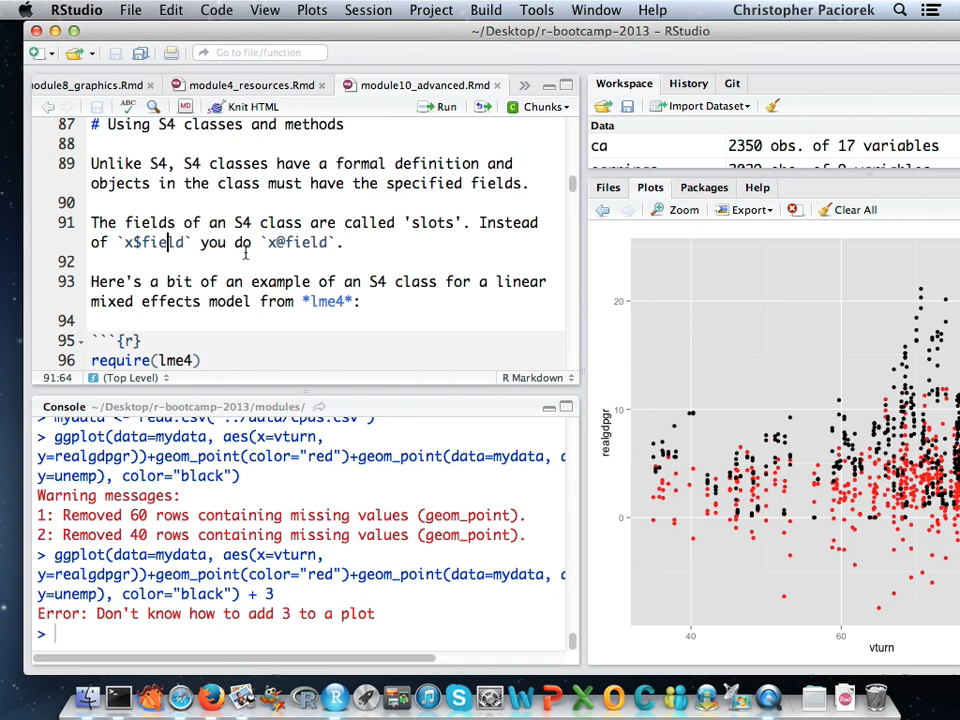 RStudio File Edit Code View Plots Session Project Build Tools Window Help Christopher Paciorek
~/Desktop/r-bootcamp-2013 - RStudio
Go to file/function
odule8_graphics.Rmd module4_resources.Rmd module10_advanced.Rmd
ABC MD Knit HTML Run Chunks
87 # Using S4 classes and methods
88
89 Unlike S4, S4 classes have a formal definition and
objects in the class must have the specified fields.
90
91 The fields of an S4 class are called 'slots'. Instead
of `x$field` you do `x@field`.
92
93 Here's a bit of an example of an S4 class for a linear
mixed effects model from *lme4*:
94
95 ```{r}
96 require(lme4)
91:64 (Top Level) R Markdown
Console ~/Desktop/r-bootcamp-2013/modules/
> mydata <- read.csv("../data/cpds.csv")
> ggplot(data=mydata, aes(x=vturn,
y=realgdpgr))+geom_point(color="red")+geom_point(data=mydata, a
y=unemp), color="black")
Warning messages:
1: Removed 60 rows containing missing values (geom_point).
2: Removed 40 rows containing missing values (geom_point).
> ggplot(data=mydata, aes(x=vturn,
y=realgdpgr))+geom_point(color="red")+geom_point(data=mydata, a
y=unemp), color="black") + 3
Error: Don't know how to add 3 to a plot
>
Workspace History Git
Import Dataset
Data
ca 2350 obs. of 17 variables
Files Plots Packages Help
Zoom Export Clear All
20
10
0
realgdpgr
40 60
vturn